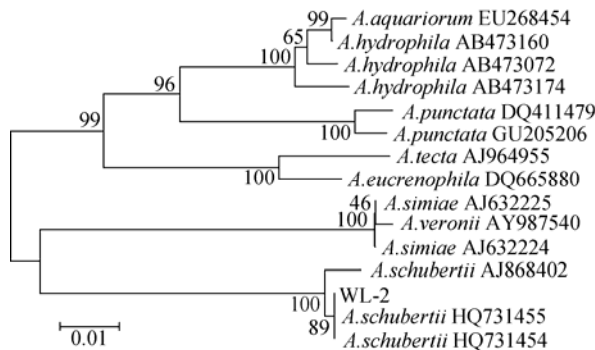 99 A.aquariorum EU268454
65 A.hydrophila AB473160
100 A.hydrophila AB473072
96 A.hydrophila AB473174
A.punctata DQ411479
99 100 A.punctata GU205206
A.tecta AJ964955
100 A.eucrenophila DQ665880
46 A.simiae AJ632225
100 A.veronii AY987540
A.simiae AJ632224
A.schubertii AJ868402
100 WL-2
A.schubertii HQ731455
0.01 89 A.schubertii HQ731454